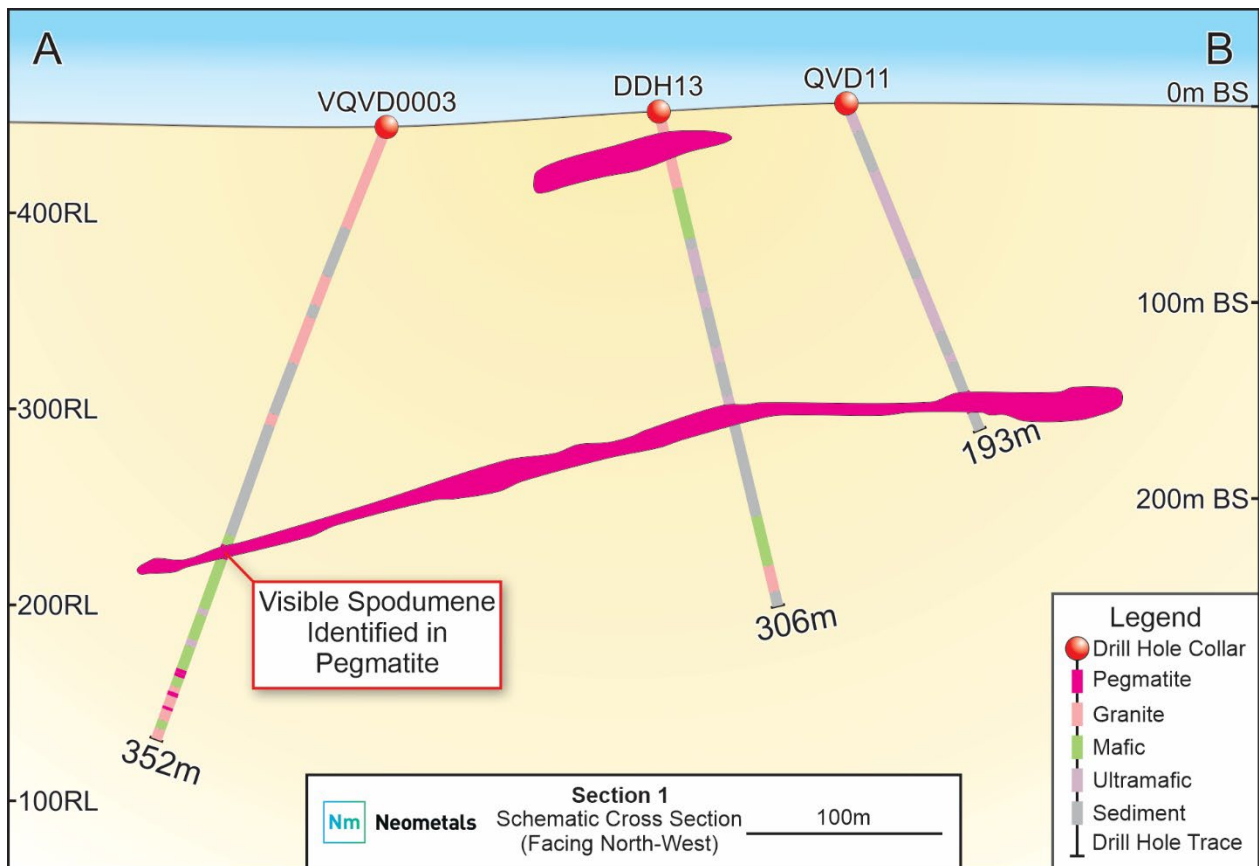 A
B
VQVD0003
DDH13
QVD11
0m BS
400RL
100m BS
300RL
193m
200m BS
200RL
Visible Spodumene
Identified in
Pegmatite
306m
352m
100RL
Legend
Drill Hole Collar
Pegmatite
Granite
Mafic
Ultramafic
Sediment
Drill Hole Trace
Nm Neometals
Section 1
Schematic Cross Section
(Facing North-West)
100m